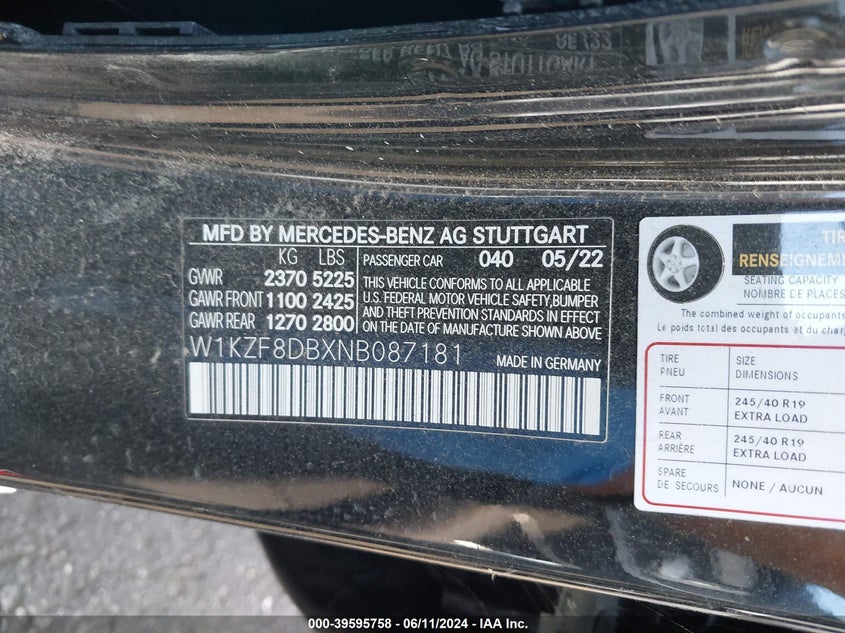 MFD BY MERCEDES-BENZ AG STUTTGART
KG LBS
GVWR 2370 5225
GAWR FRONT 1100 2425
GAWR REAR 1270 2800
PASSENGER CAR 040 05/22
THIS VEHICLE CONFORMS TO ALL APPLICABLE
U.S. FEDERAL MOTOR VEHICLE SAFETY,BUMPER
AND THEFT PREVENTION STANDARDS IN EFFECT
ON THE DATE OF MANUFACTURE SHOWN ABOVE
W1KZF8DBXNB087181
MADE IN GERMANY
TIR
RENSEIGNEME
SEATING CAPACITY
NOMBRE DE PLACES
The combined weight of occupants
Le poids total des occupants et du char
TIRE
PNEU
SIZE
DIMENSIONS
FRONT
AVANT
245/40 R19
EXTRA LOAD
REAR
ARRIÈRE
245/40 R19
EXTRA LOAD
SPARE
DE SECOURS
NONE / AUCUN
000-39595758 - 06/11/2024 - IAA Inc.